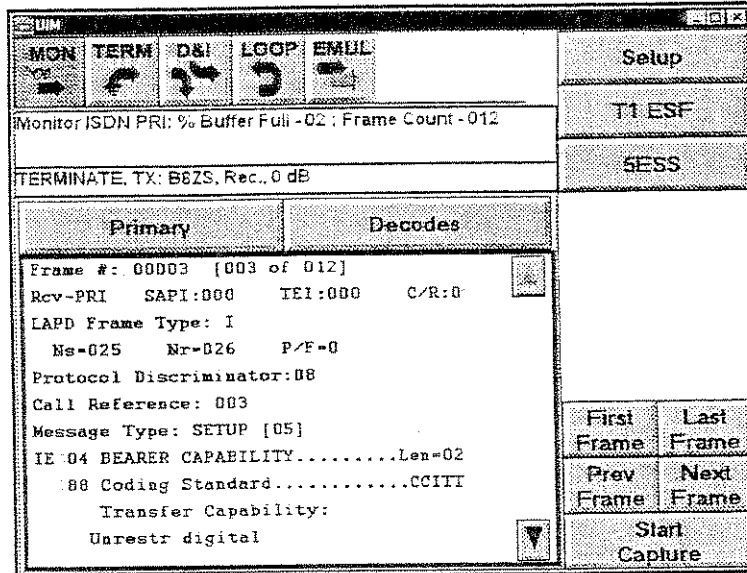 UIM
MON TERM D&I LOOP EMUL
Setup
T1 ESF
5ESS
Monitor ISDN PRI; % Buffer Full -02 ; Frame Count -012
TERMINATE, TX: B8ZS, Rec., 0 dB
Primary
Decodes
Frame #: 00003 [003 of 012]
Rcv-PRI SAPI:000 TEI:000 C/R:0
LAPD Frame Type: I
Ns=025 Nr=026 P/F=0
Protocol Discriminator:08
Call Reference: 003
Message Type: SETUP [05]
IE 04 BEARER CAPABILITY.........Len=02
88 Coding Standard............CCITT
Transfer Capability:
Unrestr digital
First Frame
Last Frame
Prev Frame
Next Frame
Start Capture